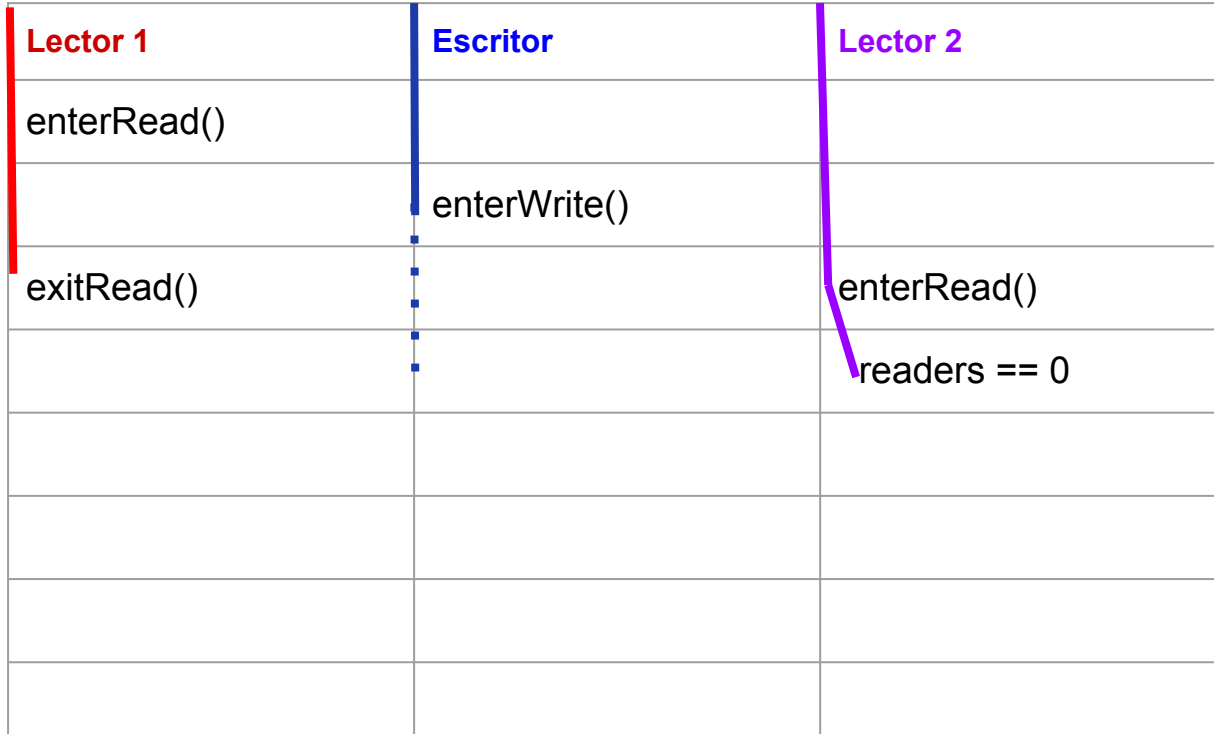 Lector 1 Escritor Lector 2
enterRead()
enterWrite()
exitRead() enterRead()
readers == 0